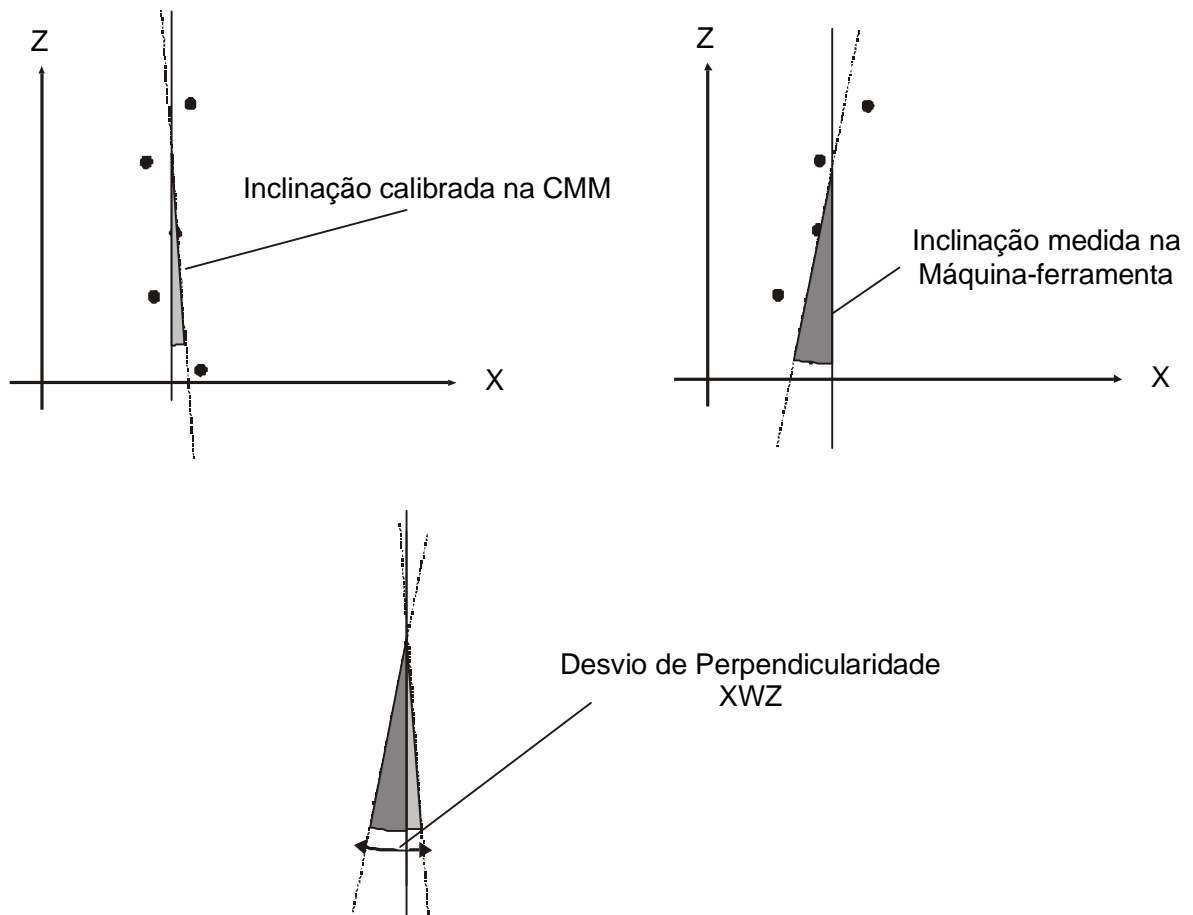 Z
Z
Inclinação calibrada na CMM
Inclinação medida na
Máquina-ferramenta
X
X
Desvio de Perpendicularidade
XWZ